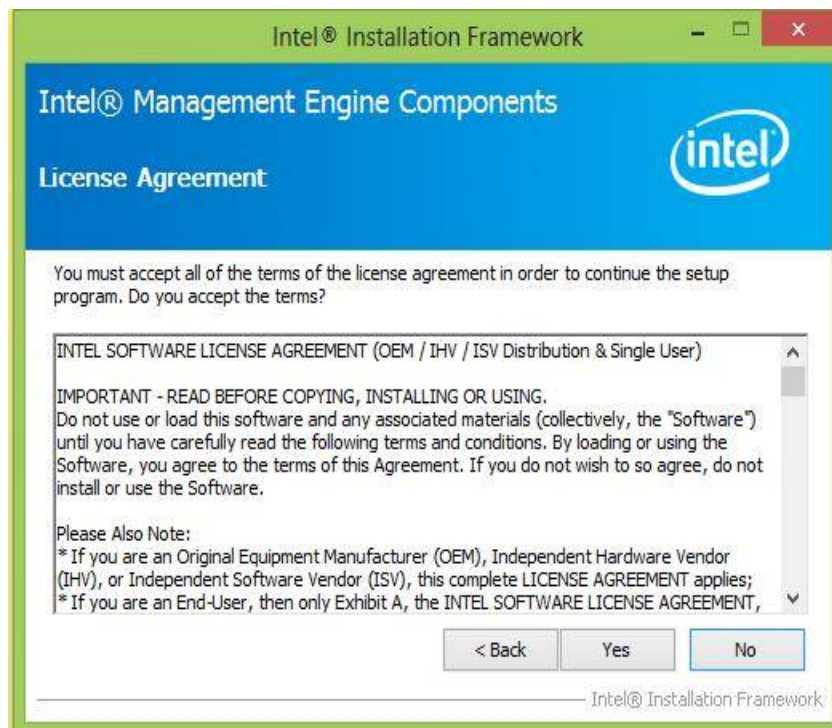 Intel® Installation Framework
Intel® Management Engine Components
intel
License Agreement
You must accept all of the terms of the license agreement in order to continue the setup
program. Do you accept the terms?
INTEL SOFTWARE LICENSE AGREEMENT (OEM / IHV / ISV Distribution & Single User)
IMPORTANT - READ BEFORE COPYING, INSTALLING OR USING.
Do not use or load this software and any associated materials (collectively, the "Software")
until you have carefully read the following terms and conditions. By loading or using the
Software, you agree to the terms of this Agreement. If you do not wish to so agree, do not
install or use the Software.
Please Also Note:
* If you are an Original Equipment Manufacturer (OEM), Independent Hardware Vendor
(IHV), or Independent Software Vendor (ISV), this complete LICENSE AGREEMENT applies;
* If you are an End-User, then only Exhibit A, the INTEL SOFTWARE LICENSE AGREEMENT,
< Back Yes No
Intel® Installation Framework